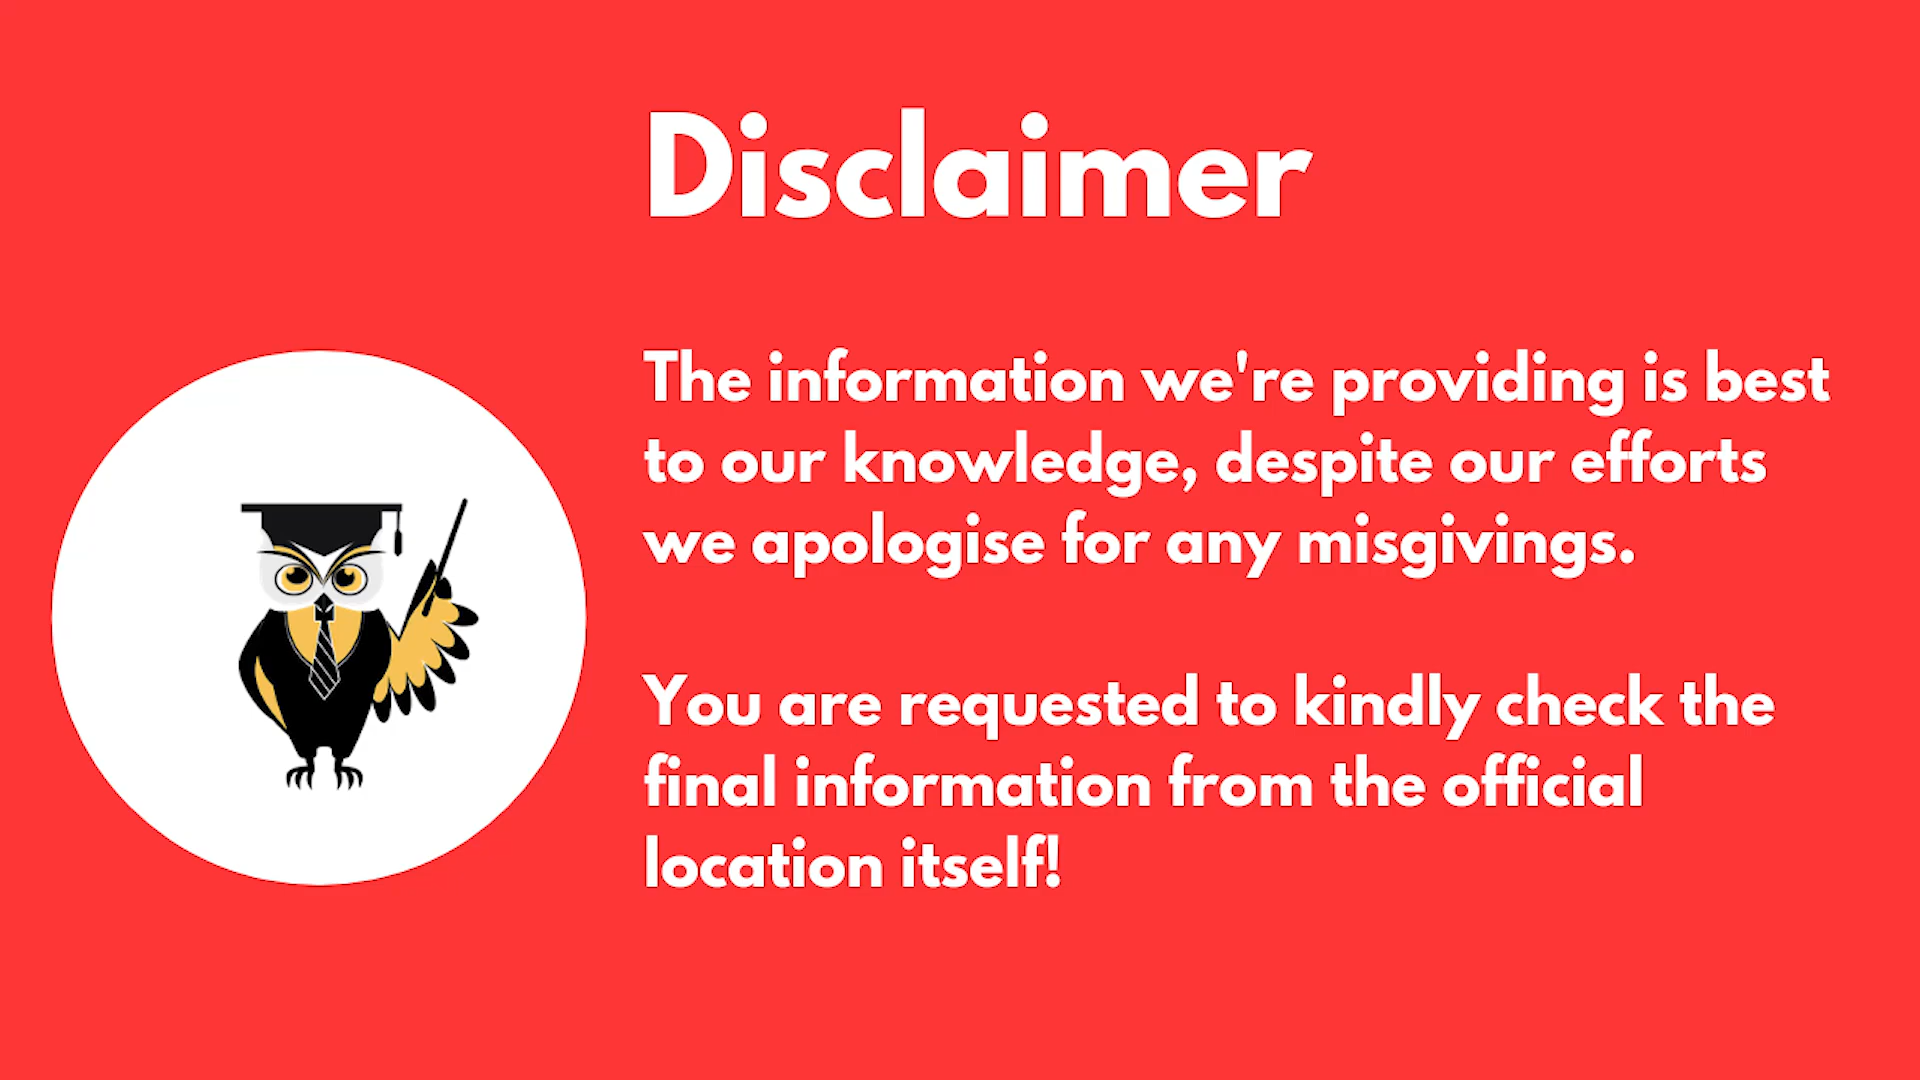 Disclaimer
The information we're providing is best
to our knowledge, despite our efforts
we apologise for any misgivings.
You are requested to kindly check the
final information from the official
location itself!